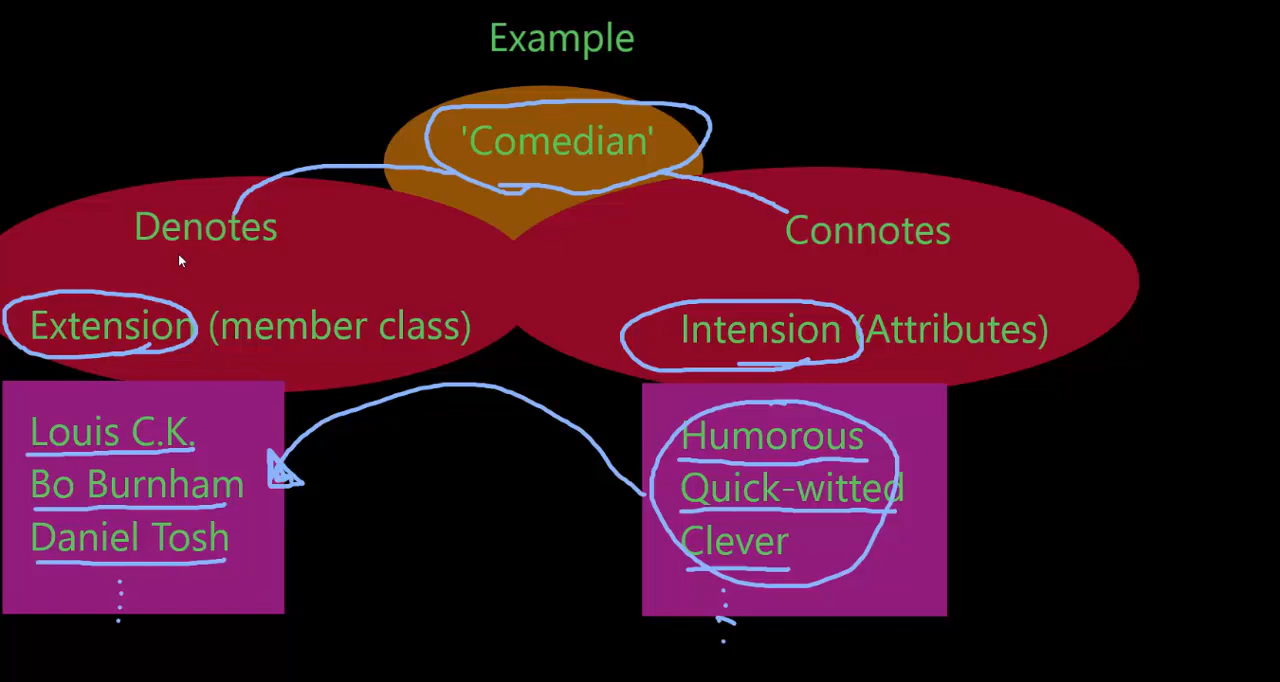 Example
'Comedian'
Denotes
Connotes
Extension (member class)
Intension (Attributes)
Louis C.K.
Bo Burnham
Daniel Tosh
Humorous
Quick-witted
Clever